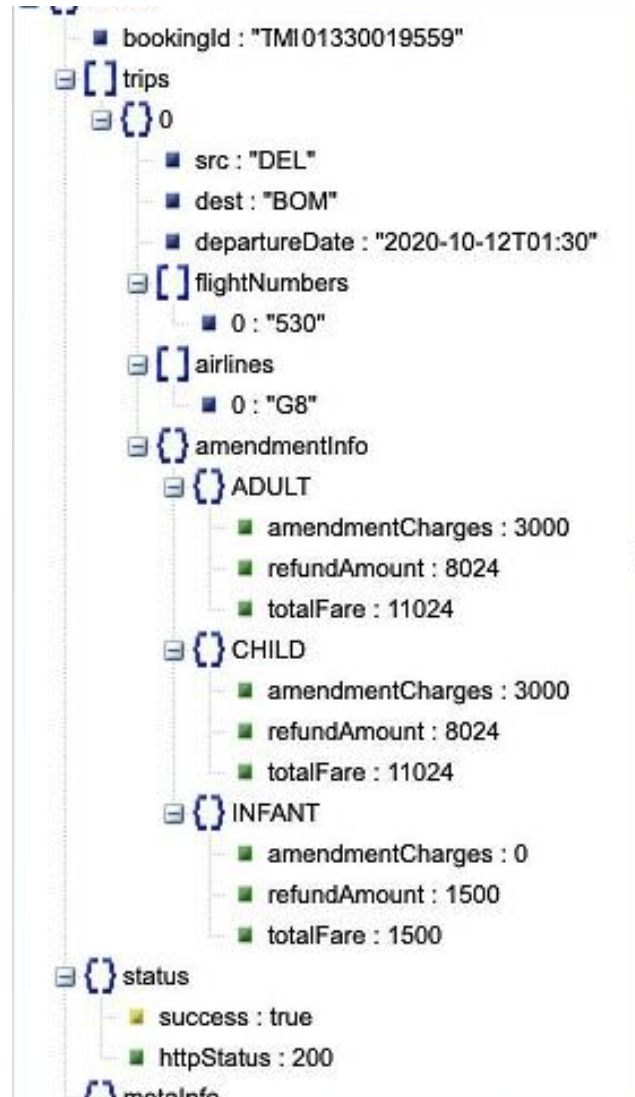 bookingId : "TMI01330019559"
[ ] trips
{ } 0
src : "DEL"
dest : "BOM"
departureDate : "2020-10-12T01:30"
[ ] flightNumbers
0 : "530"
[ ] airlines
0 : "G8"
{ } amendmentInfo
{ } ADULT
amendmentCharges : 3000
refundAmount : 8024
totalFare : 11024
{ } CHILD
amendmentCharges : 3000
refundAmount : 8024
totalFare : 11024
{ } INFANT
amendmentCharges : 0
refundAmount : 1500
totalFare : 1500
{ } status
success : true
httpStatus : 200
{ } metaInfo